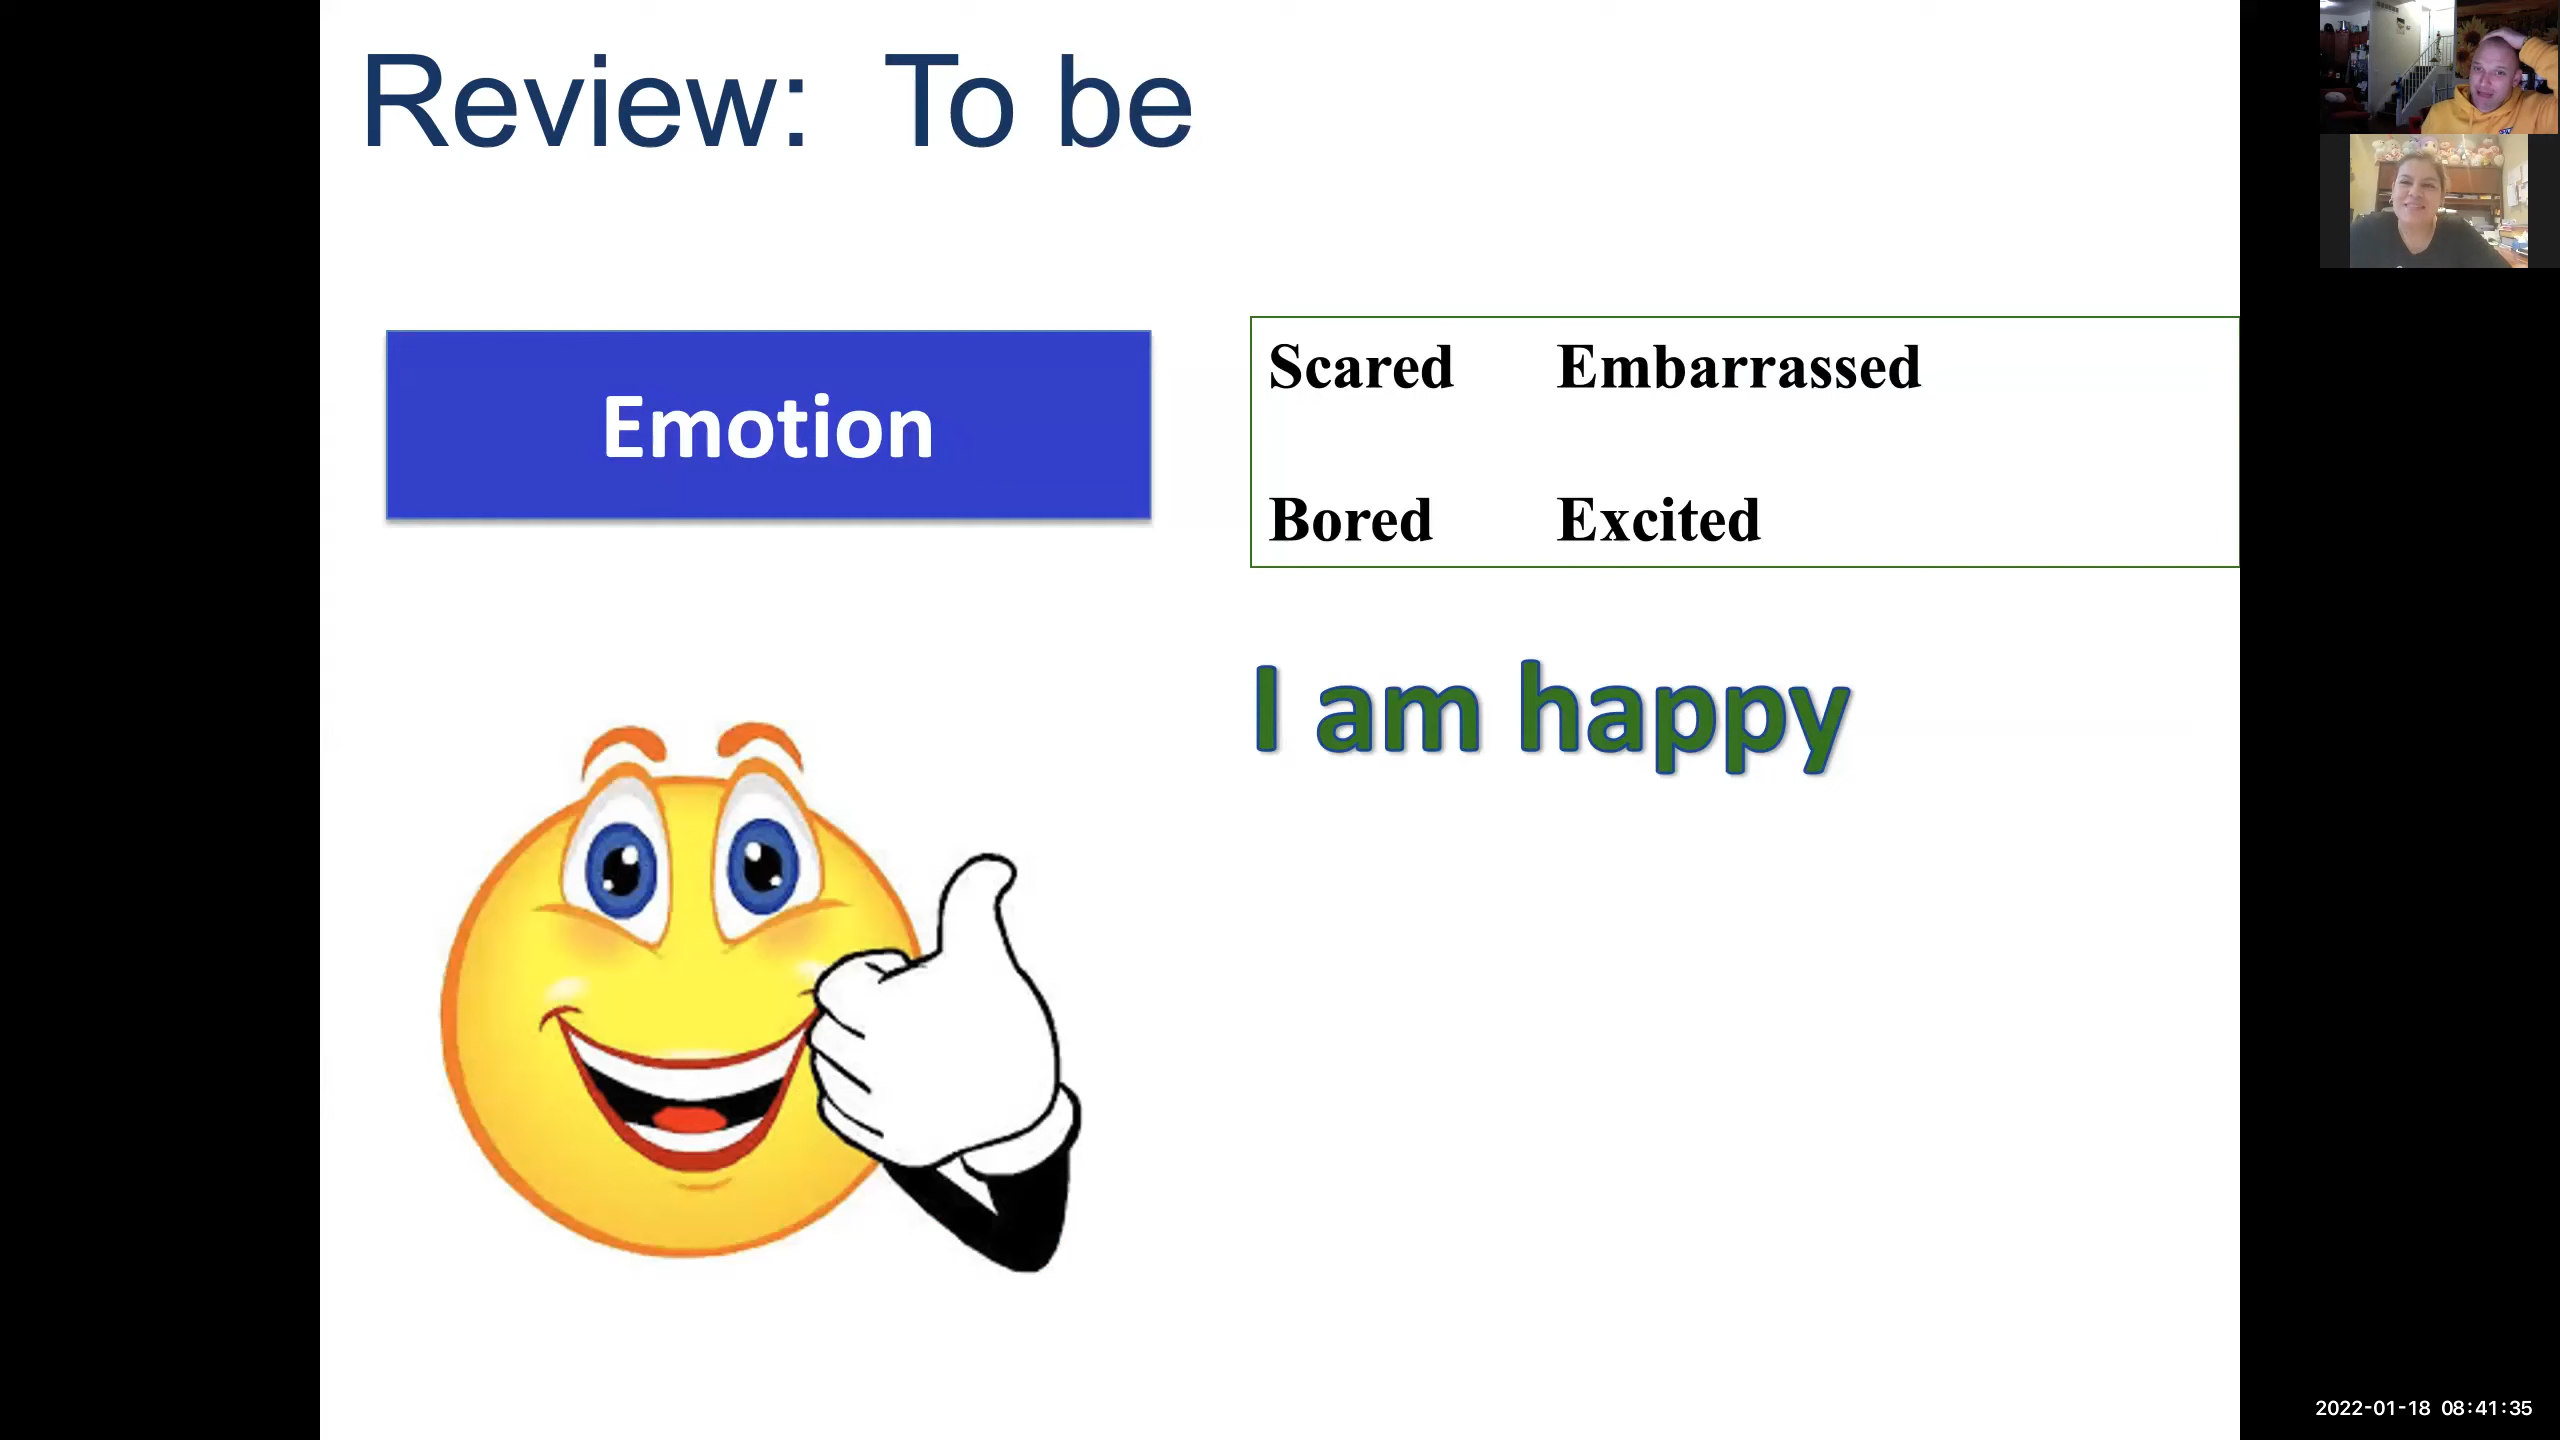 Review: To be
Emotion
Scared Embarrassed
Bored Excited
I am happy
2022-01-18 08:41:35